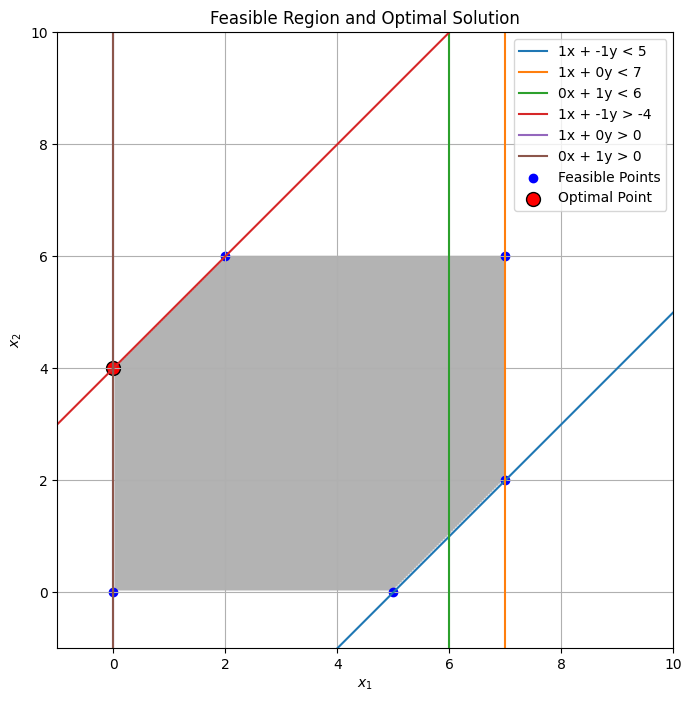 Feasible Region and Optimal Solution
10
8
6
4
2
0
x₂
0
2
4
6
8
10
x₁
1x + -1y < 5
1x + 0y < 7
0x + 1y < 6
1x + -1y > -4
1x + 0y > 0
0x + 1y > 0
Feasible Points
Optimal Point